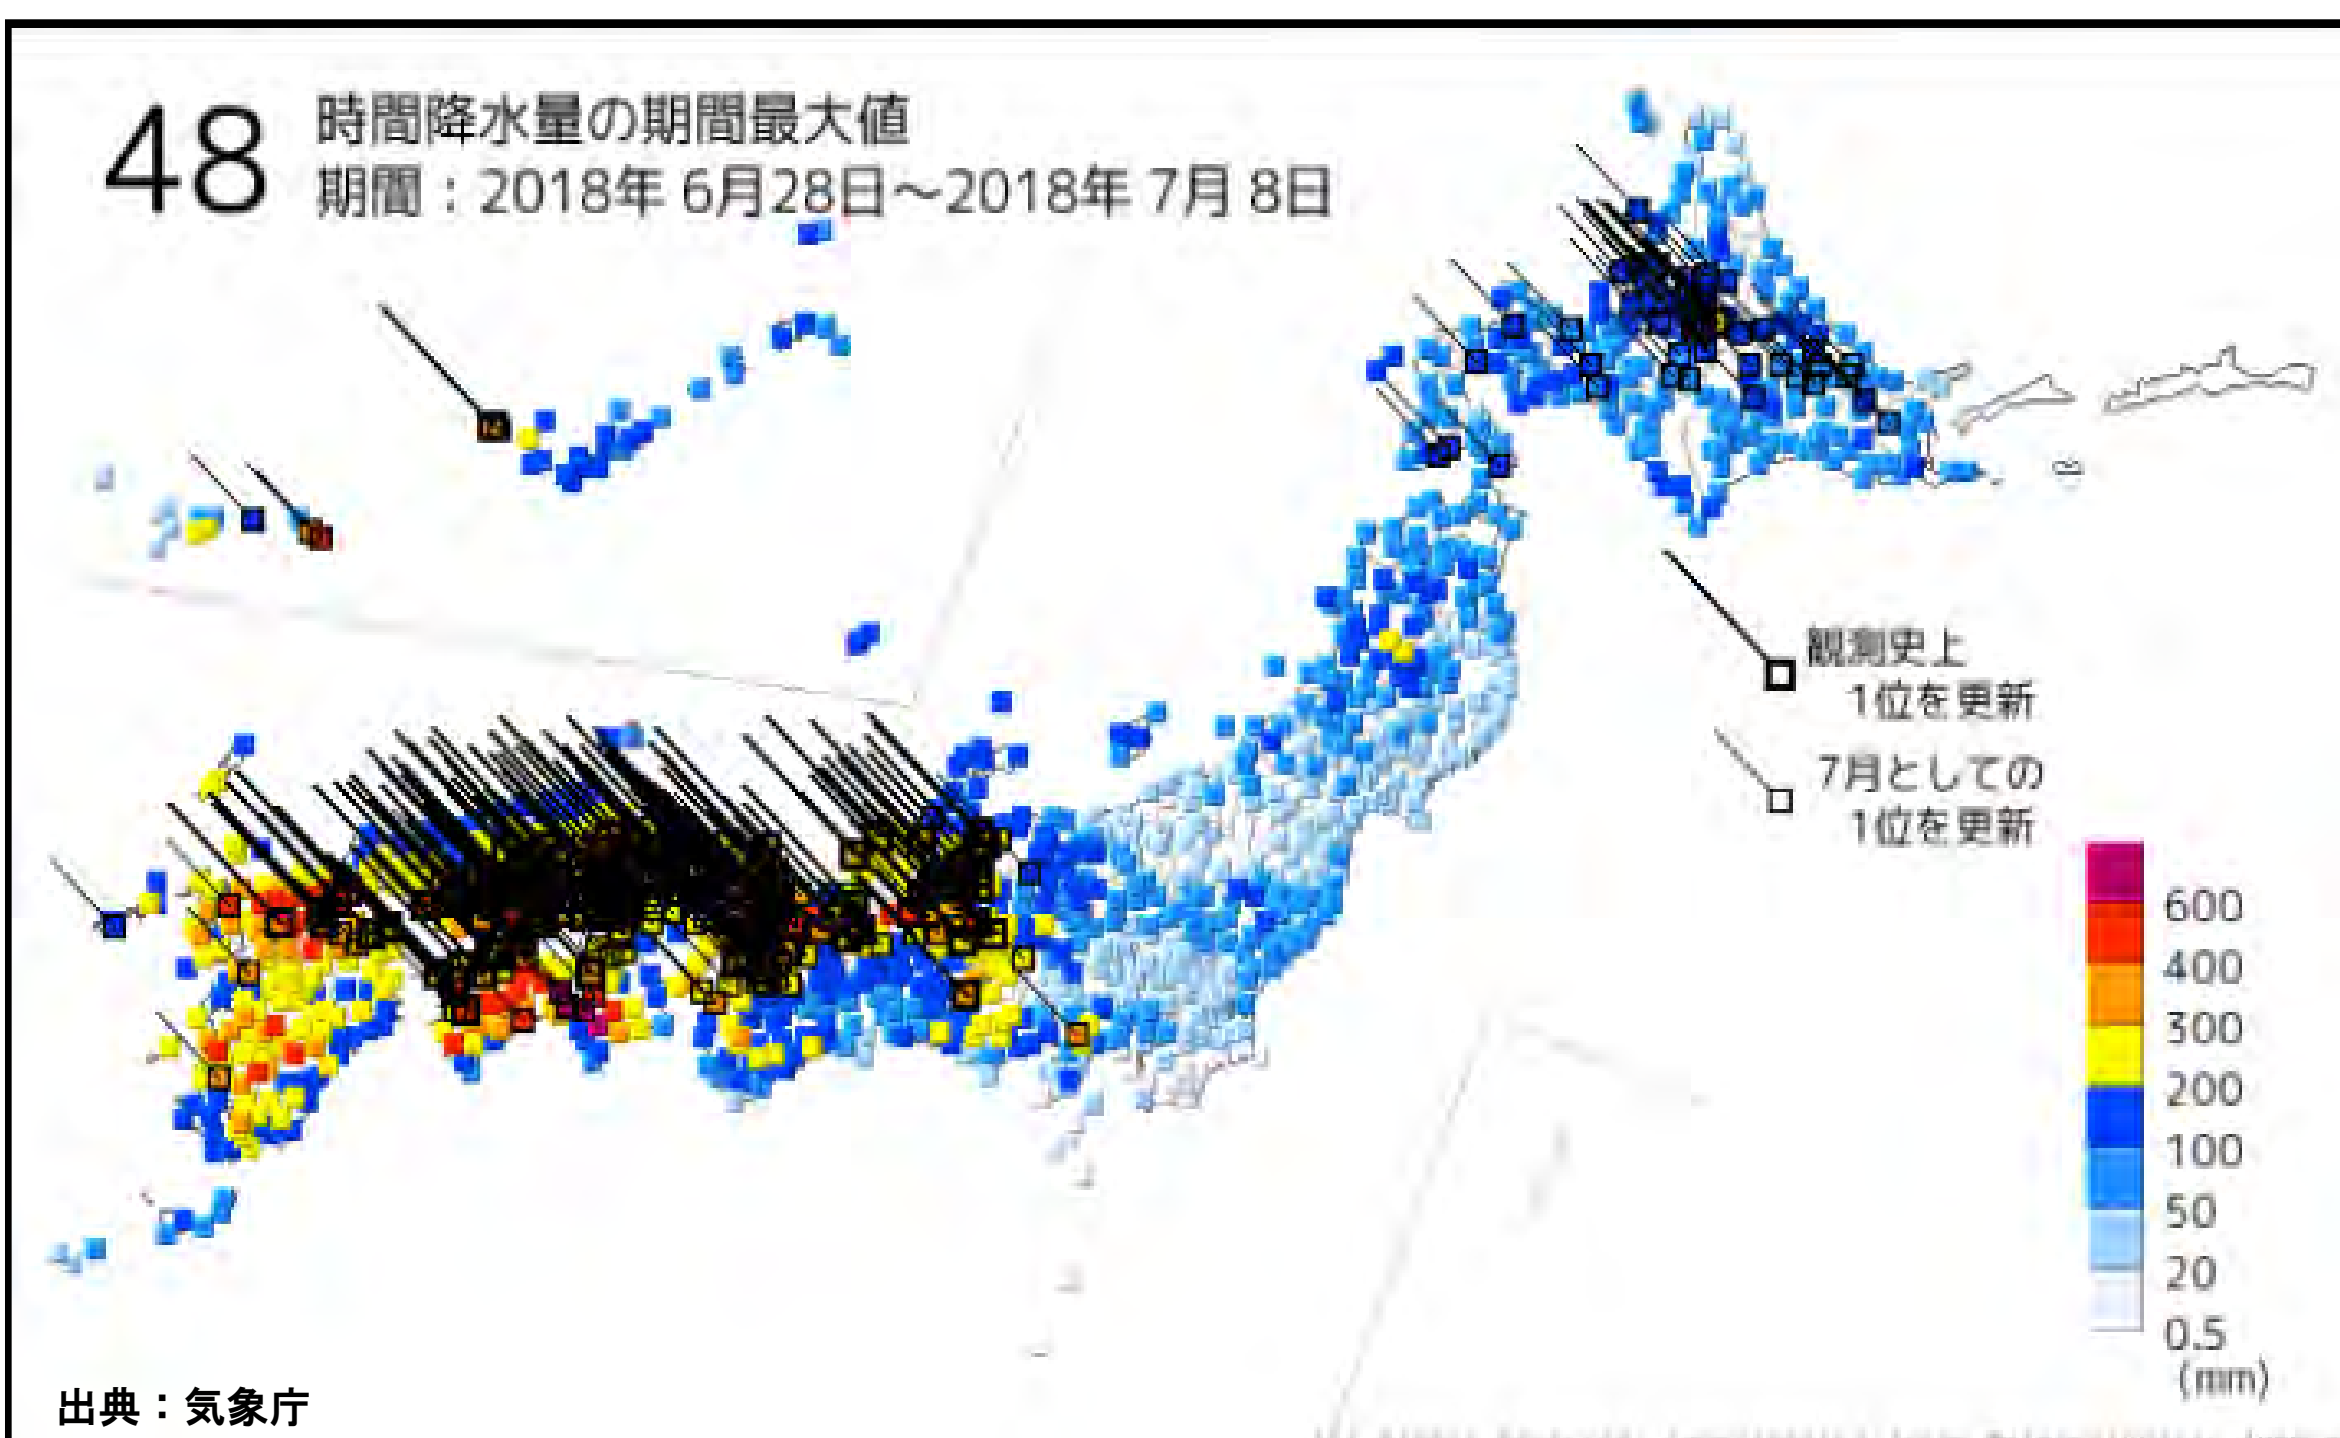 48 時間降水量の期間最大値
期間：2018年 6月28日～2018年 7月 8日
観測史上
1位を更新
7月としての
1位を更新
600
400
300
200
100
50
20
0.5
(mm)
出典：気象庁